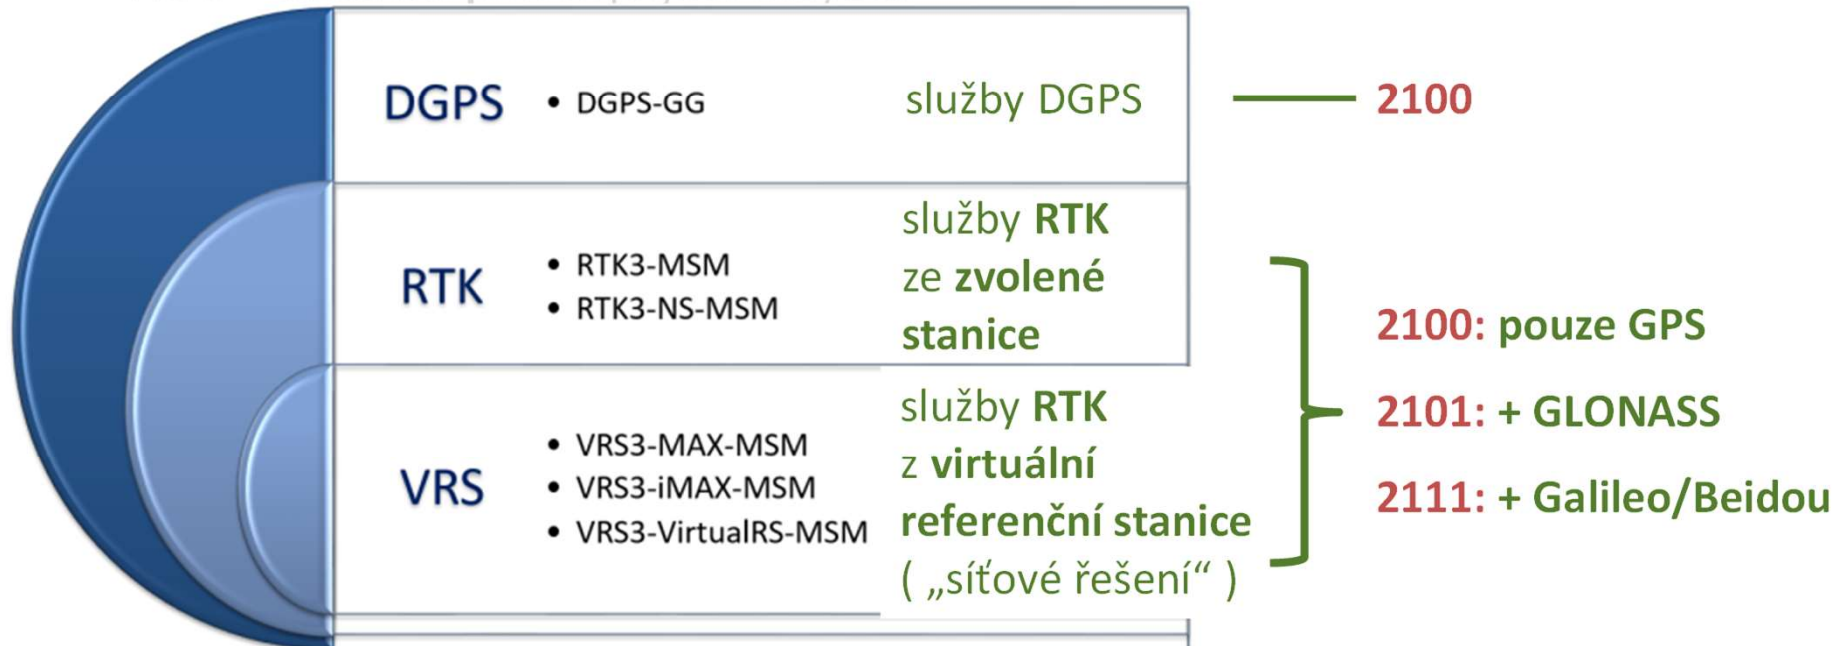 DGPS
• DGPS-GG
služby DGPS
2100
RTK
• RTK3-MSM
• RTK3-NS-MSM
služby RTK
ze zvolené
stanice
VRS
• VRS3-MAX-MSM
• VRS3-iMAX-MSM
• VRS3-VirtualRS-MSM
služby RTK
z virtuální
referenční stanice
( „síťové řešení“ )
2100: pouze GPS
2101: + GLONASS
2111: + Galileo/Beidou